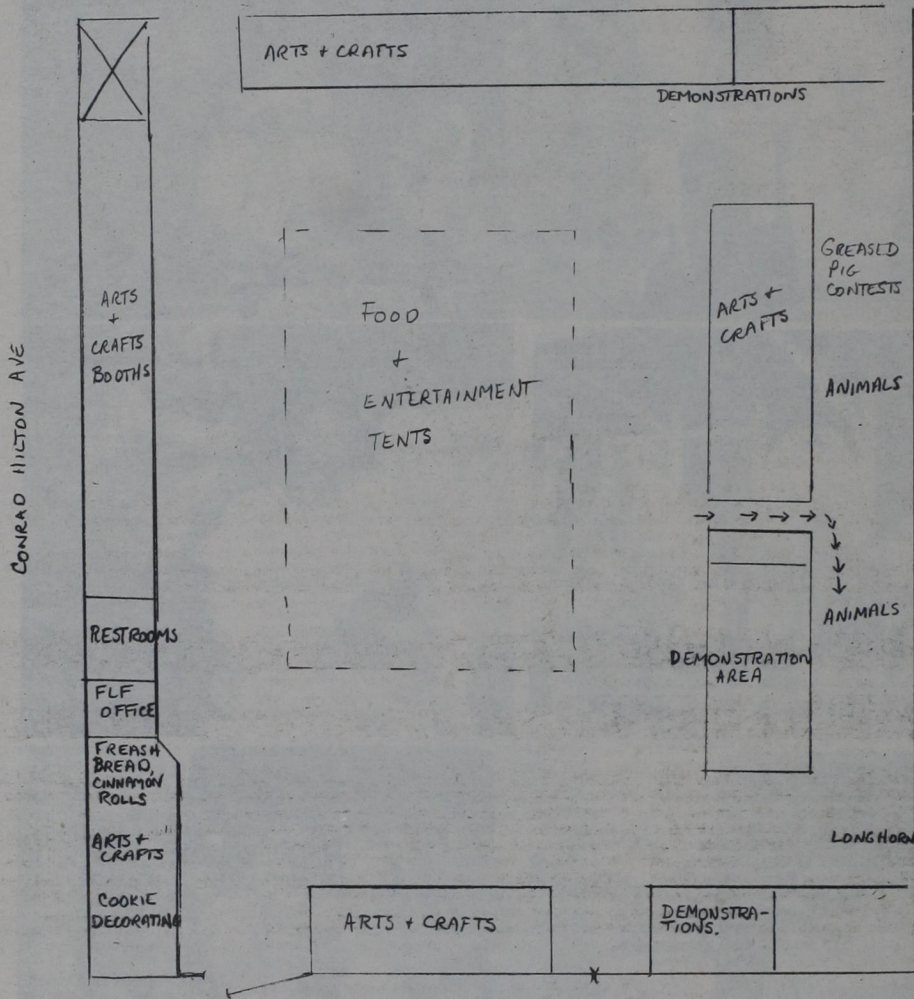 ARTS + CRAFTS
DEMONSTRATIONS
ARTS
+
CRAFTS
BOOTHS
CONRAD HILTON AVE
FOOD
+
ENTERTAINMENT
TENTS
ARTS +
CRAFTS
GREASED
PIG
CONTESTS
ANIMALS
RESTROOMS
ANIMALS
DEMONSTRATION
AREA
FLF
OFFICE
FREASH
BREAD,
CINNAMON
ROLLS
ARTS +
CRAFTS
COOKIE
DECORATING
LONGHORN
ARTS + CRAFTS
DEMONSTRA-
TIONS.